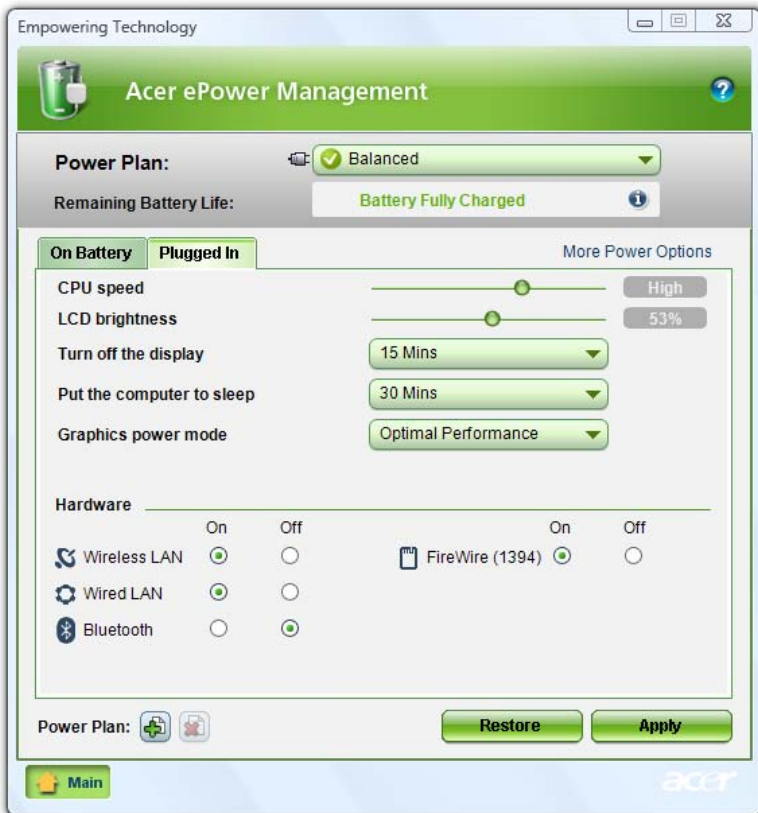 Empowering Technology
Acer ePower Management
Power Plan: Balanced
Remaining Battery Life: Battery Fully Charged
On Battery Plugged In More Power Options
CPU speed High
LCD brightness 53%
Turn off the display 15 Mins
Put the computer to sleep 30 Mins
Graphics power mode Optimal Performance
Hardware
On Off On Off
Wireless LAN FireWire (1394)
Wired LAN
Bluetooth
Power Plan: Restore Apply
Main acer